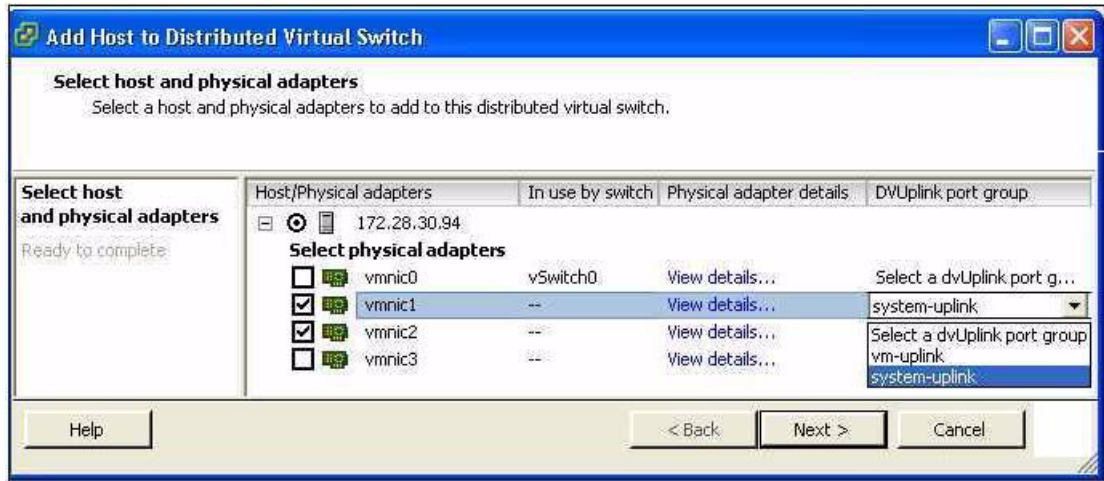 Add Host to Distributed Virtual Switch
Select host and physical adapters
Select a host and physical adapters to add to this distributed virtual switch.
Select host
and physical adapters
Ready to complete
Host/Physical adapters In use by switch Physical adapter details DVUplink port group
172.28.30.94
Select physical adapters
vmnic0 vSwitch0 View details... Select a dvUplink port g...
vmnic1 -- View details... system-uplink
vmnic2 -- View details...
vmnic3 -- View details...
Select a dvUplink port group
vm-uplink
system-uplink
Help < Back Next > Cancel